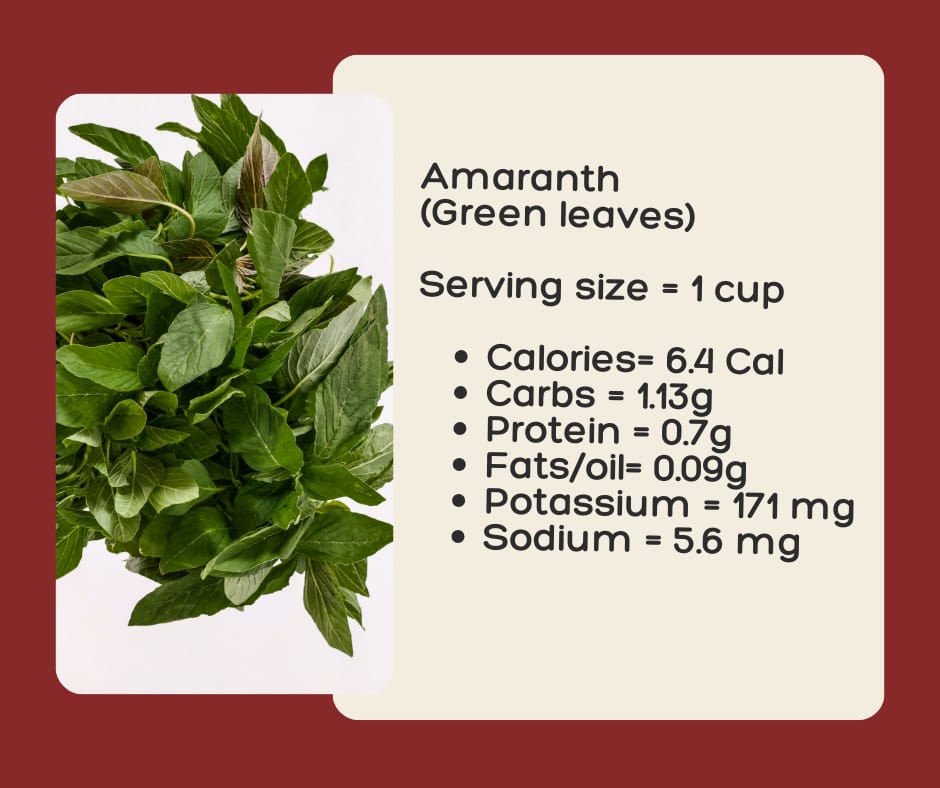 Amaranth
(Green leaves)
Serving size = 1 cup
• Calories= 6.4 Cal
• Carbs = 1.13g
• Protein = 0.7g
• Fats/oil= 0.09g
• Potassium = 171 mg
• Sodium = 5.6 mg